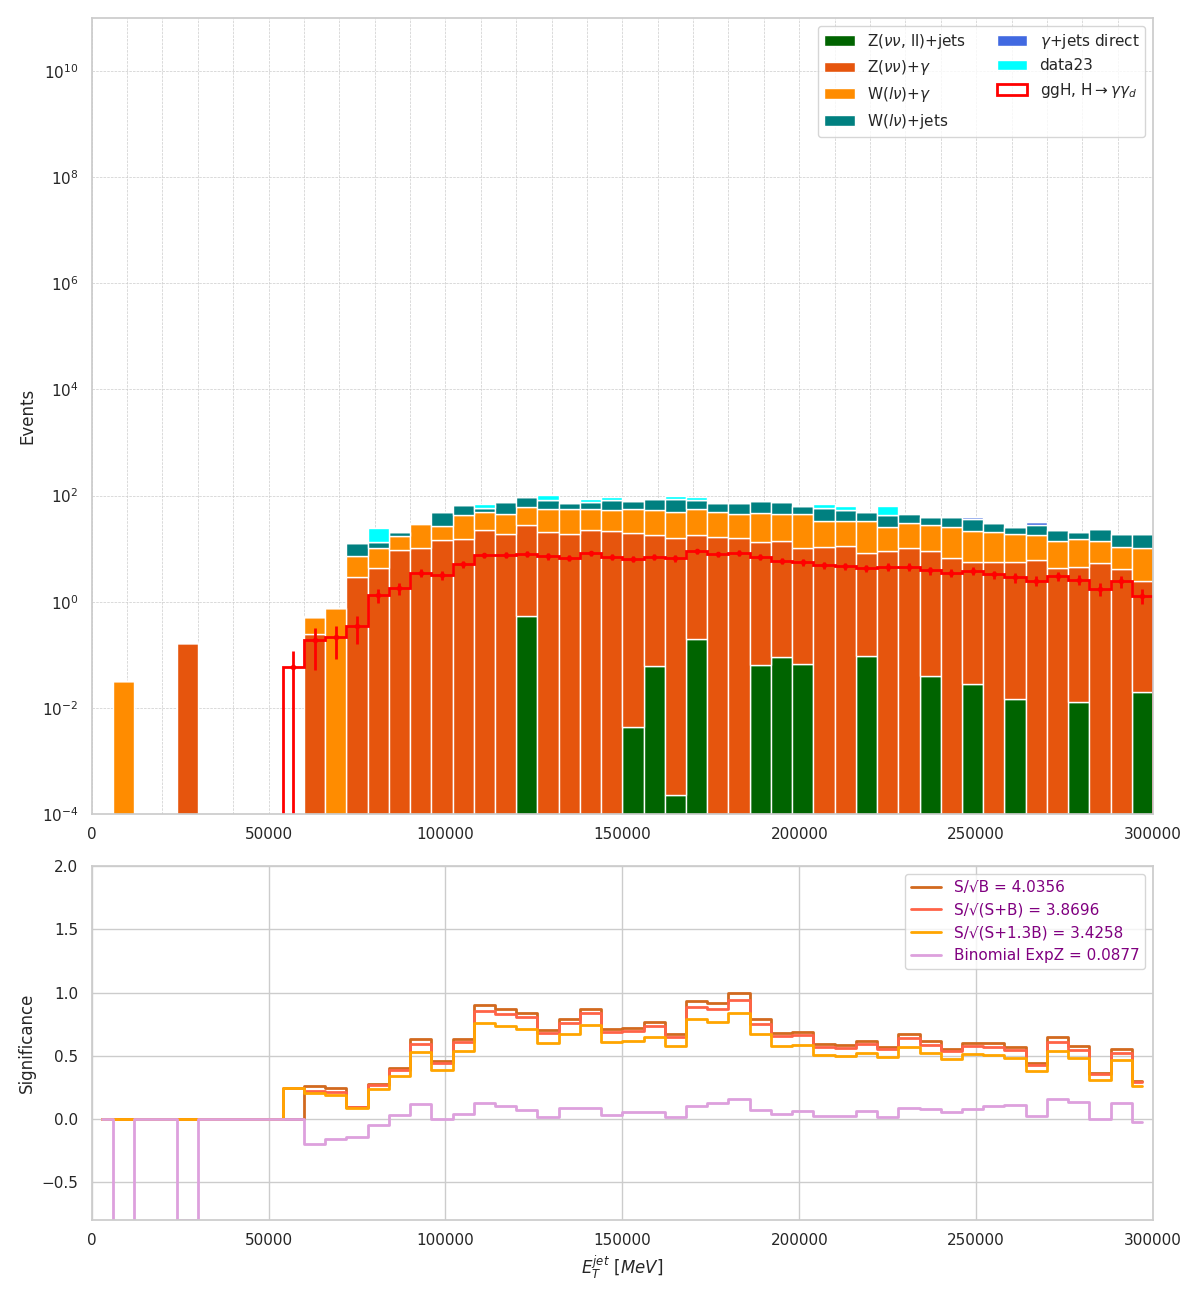 Z(νν, ll)+jets
Z(νν)+γ
W(lν)+γ
W(lν)+jets
γ+jets direct
data23
ggH, H→γγ_d
10^10
10^8
10^6
10^4
10^2
10^0
10^−2
10^−4
Events
0 50000 100000 150000 200000 250000 300000
S/√B = 4.0356
S/√(S+B) = 3.8696
S/√(S+1.3B) = 3.4258
Binomial ExpZ = 0.0877
2.0
1.5
1.0
0.5
0.0
−0.5
Significance
0 50000 100000 150000 200000 250000 300000
E_T^jet [MeV]